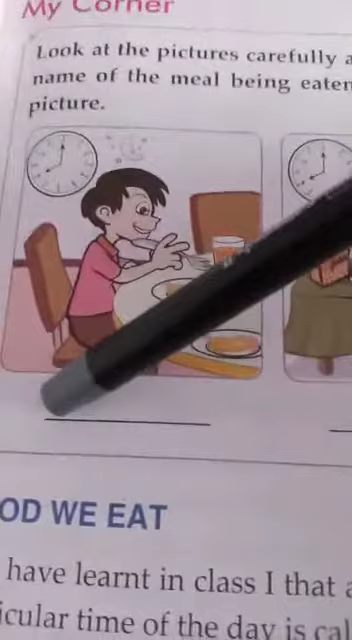 My Corner
Look at the pictures carefully a
name of the meal being eaten
picture.
OD WE EAT
have learnt in class I that a
icular time of the day is cal